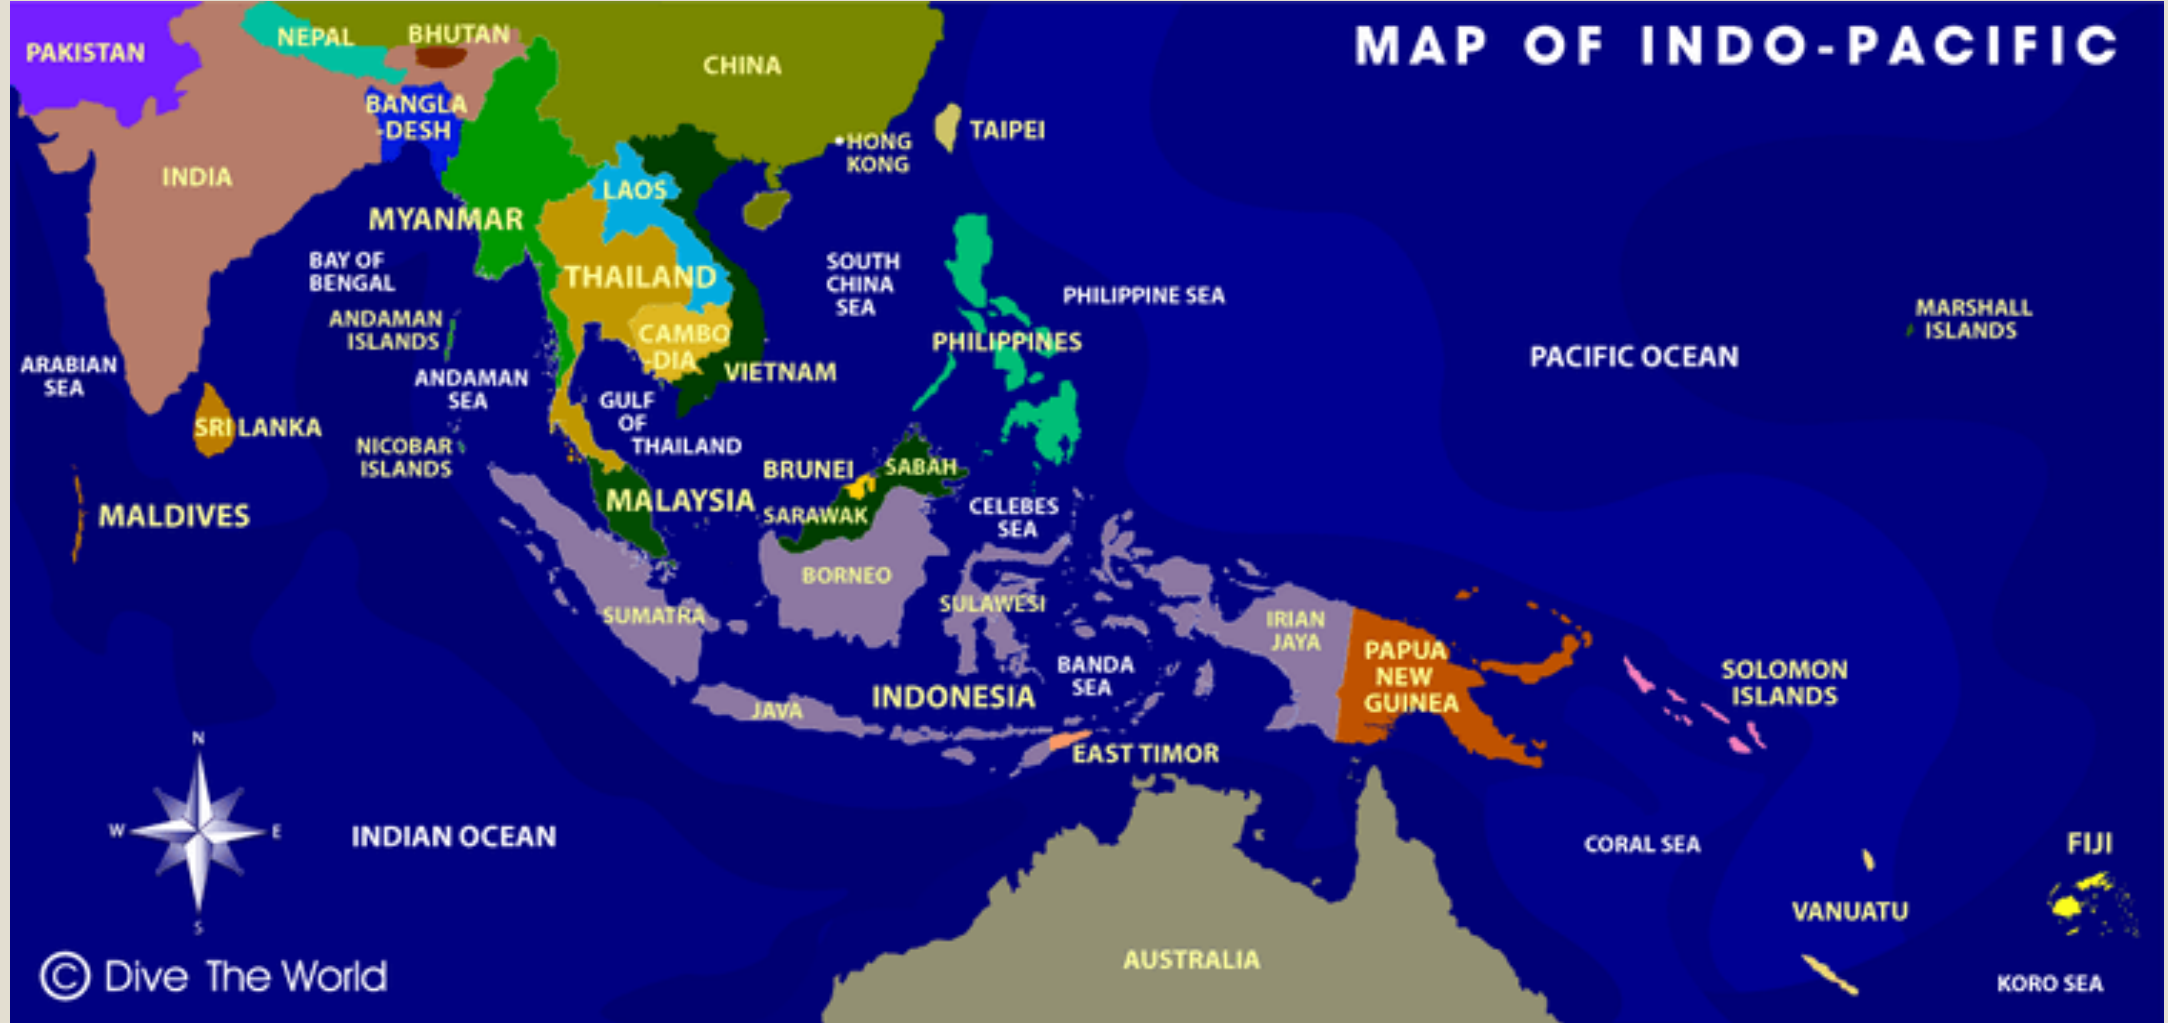 MAP OF INDO-PACIFIC
PAKISTAN
NEPAL
BHUTAN
CHINA
BANGLA
-DESH
HONG
KONG
TAIPEI
INDIA
LAOS
MYANMAR
BAY OF
BENGAL
THAILAND
SOUTH
CHINA
SEA
PHILIPPINE SEA
MARSHALL
ISLANDS
ANDAMAN
ISLANDS
CAMBO
-DIA
PHILIPPINES
PACIFIC OCEAN
ARABIAN
SEA
ANDAMAN
SEA
VIETNAM
GULF
OF
THAILAND
SRI LANKA
NICOBAR
ISLANDS
BRUNEI
SABAH
MALDIVES
MALAYSIA
SARAWAK
CELEBES
SEA
BORNEO
SUMATRA
SULAWESI
IRIAN
JAYA
PAPUA
NEW
GUINEA
BANDA
SEA
SOLOMON
ISLANDS
INDONESIA
JAVA
EAST TIMOR
N
W
E
S
INDIAN OCEAN
CORAL SEA
FIJI
VANUATU
AUSTRALIA
KORO SEA
© Dive The World